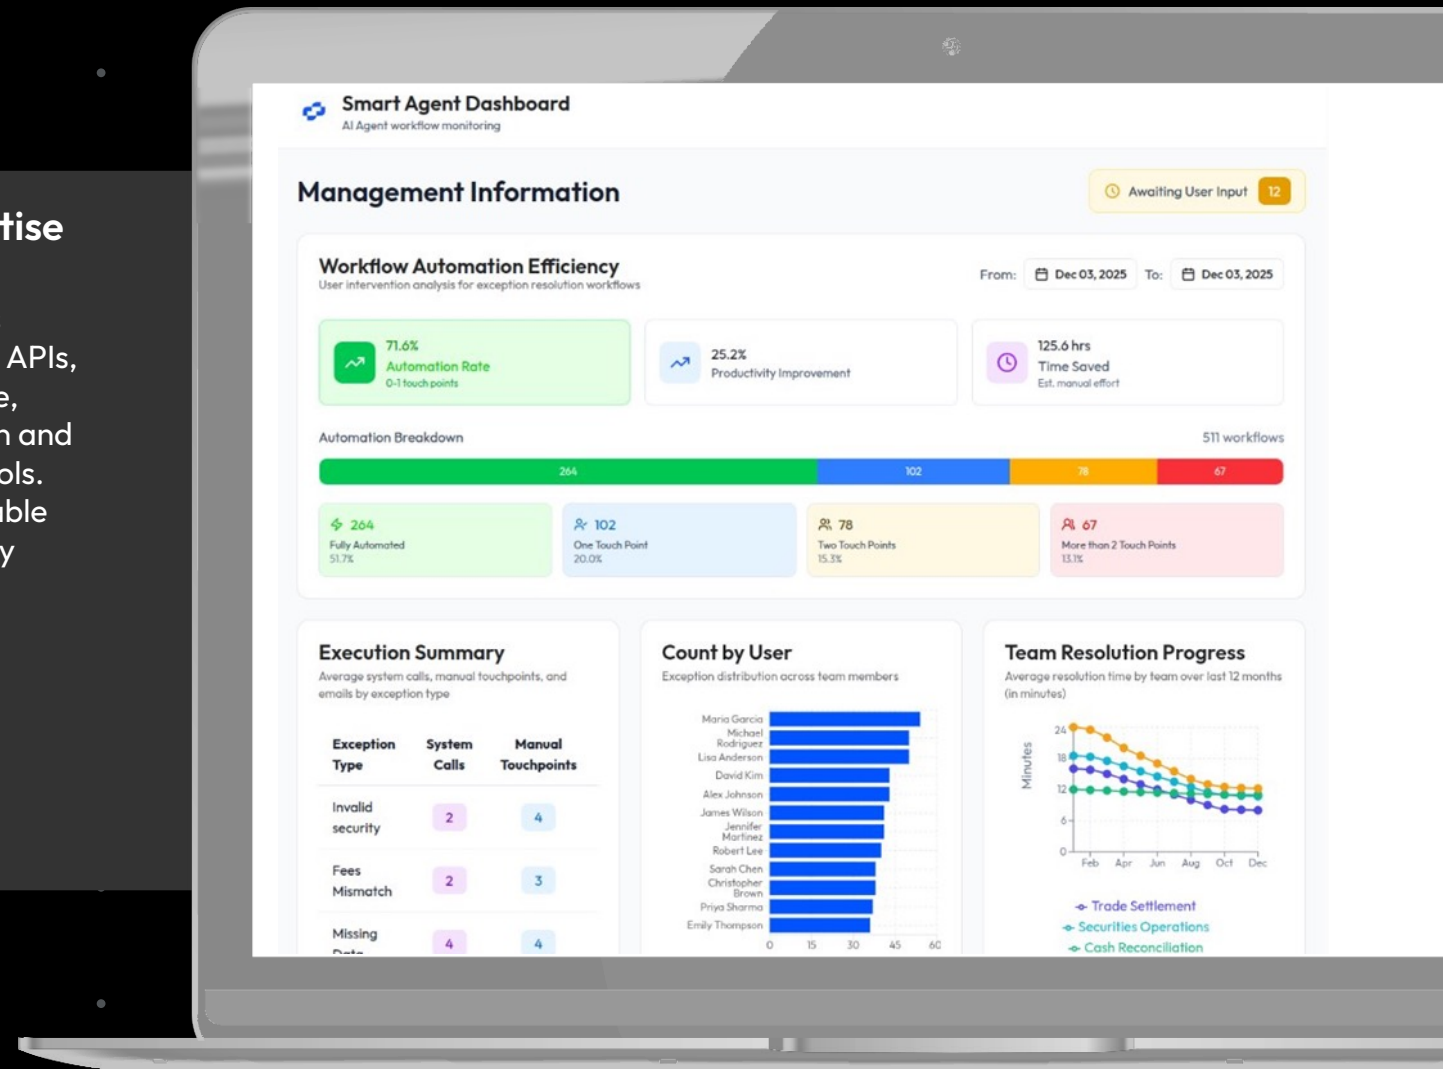 tise
APIs,
e,
n and
ols.
able
y
Smart Agent Dashboard
AI Agent workflow monitoring
Management Information
Awaiting User Input 12
Workflow Automation Efficiency
User intervention analysis for exception resolution workflows
From: Dec 03, 2025 To: Dec 03, 2025
71.6%
Automation Rate
0-1 touch points
25.2%
Productivity Improvement
125.6 hrs
Time Saved
Est. manual effort
Automation Breakdown
511 workflows
264 102 78 67
264
Fully Automated
51.7%
102
One Touch Point
20.0%
78
Two Touch Points
15.3%
67
More than 2 Touch Points
13.1%
Execution Summary
Average system calls, manual touchpoints, and
emails by exception type
Exception
Type
System
Calls
Manual
Touchpoints
Invalid
security
2 4
Fees
Mismatch
2 3
Missing
Data
4 4
Count by User
Exception distribution across team members
Maria Garcia
Michael
Rodriguez
Lisa Anderson
David Kim
Alex Johnson
James Wilson
Jennifer
Martinez
Robert Lee
Sarah Chen
Christopher
Brown
Priya Sharma
Emily Thompson
0 15 30 45 60
Team Resolution Progress
Average resolution time by team over last 12 months
(in minutes)
Minutes
24
18
12
6
0
Feb Apr Jun Aug Oct Dec
Trade Settlement
Securities Operations
Cash Reconciliation